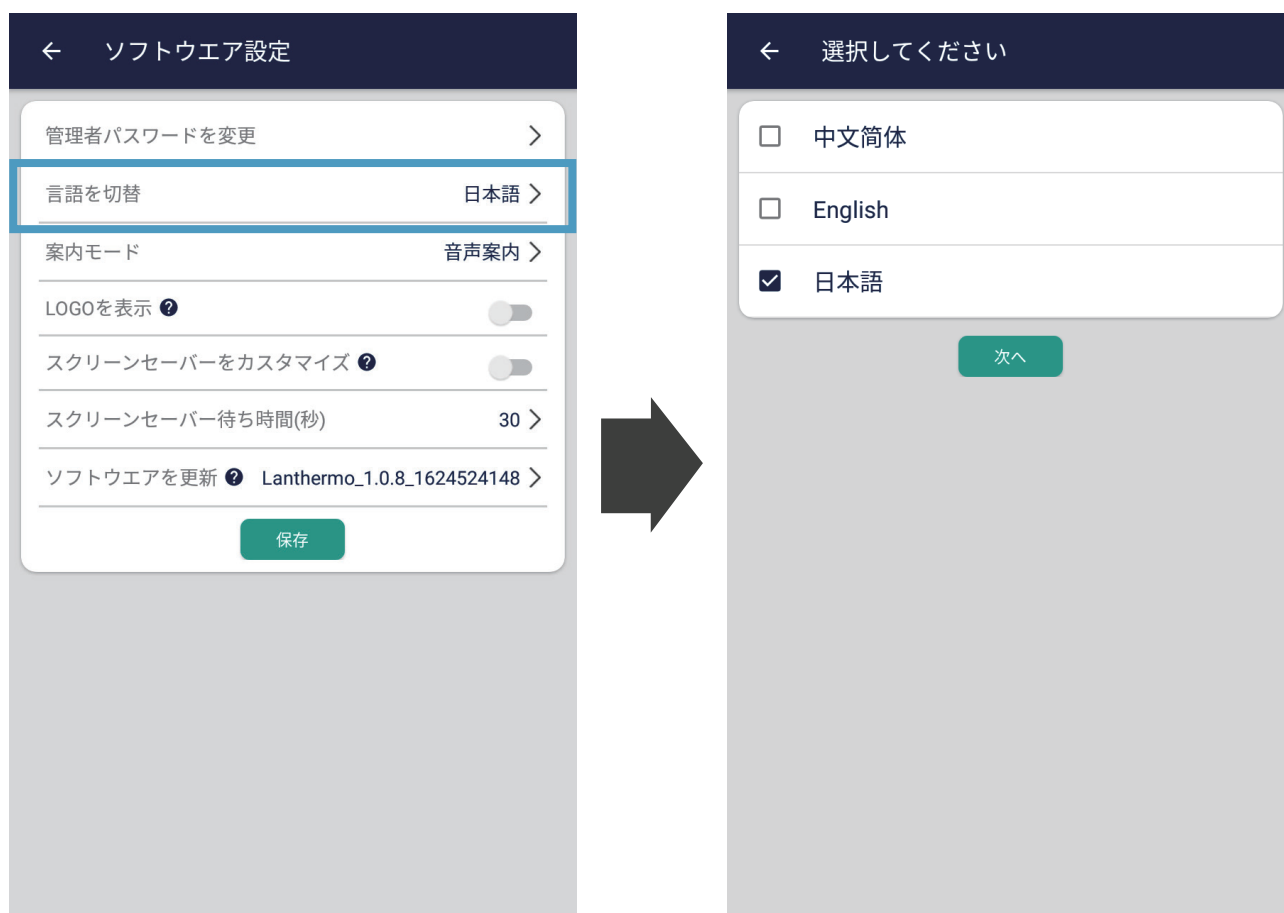 ソフトウエア設定
管理者パスワードを変更
言語を切替 日本語
案内モード 音声案内
LOGOを表示 ?
スクリーンセーバーをカスタマイズ ?
スクリーンセーバー待ち時間(秒) 30
ソフトウエアを更新 ? Lanthermo_1.0.8_1624524148
保存
選択してください
中文简体
English
日本語
次へ